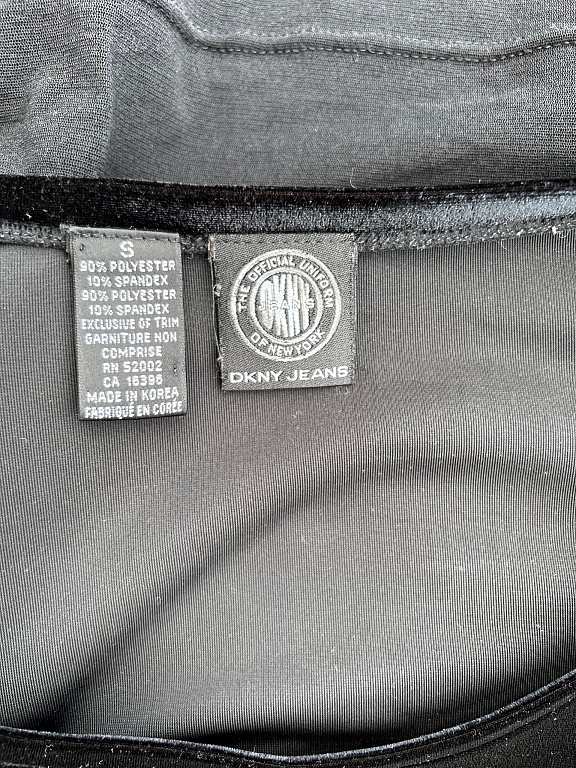 S
90% POLYESTER
10% SPANDEX
90% POLYESTER
10% SPANDEX
EXCLUSIVE OF TRIM
GARNITURE NON
COMPRISE
RN 52002
CA 16396
MADE IN KOREA
FABRIQUÉ EN CORÉE
THE OFFICIAL UNIFORM
OF NEW YORK
DKNY
JEANS
DKNY JEANS